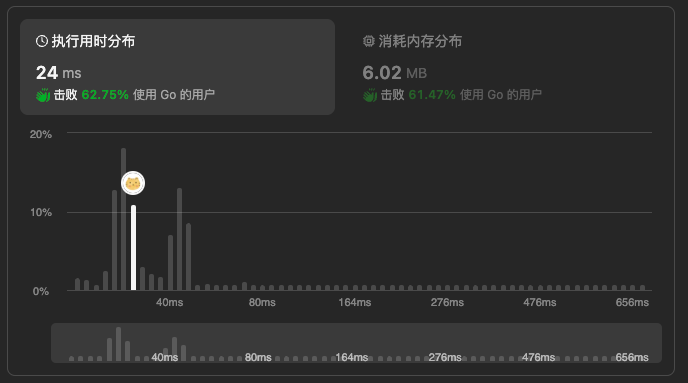 执行用时分布
24 ms
击败 62.75% 使用 Go 的用户
消耗内存分布
6.02 MB
击败 61.47% 使用 Go 的用户
20%
10%
0%
40ms 80ms 164ms 276ms 476ms 656ms
40ms 80ms 164ms 276ms 476ms 656ms